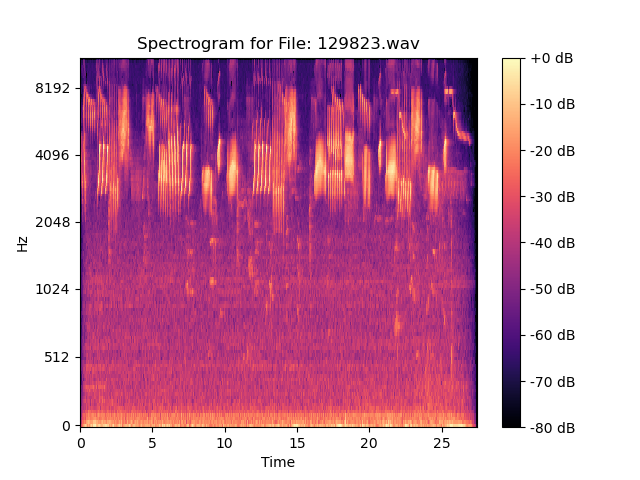 Spectrogram for File: 129823.wav
8192
4096
2048
1024
512
0
Hz
0 5 10 15 20 25
Time
+0 dB
-10 dB
-20 dB
-30 dB
-40 dB
-50 dB
-60 dB
-70 dB
-80 dB